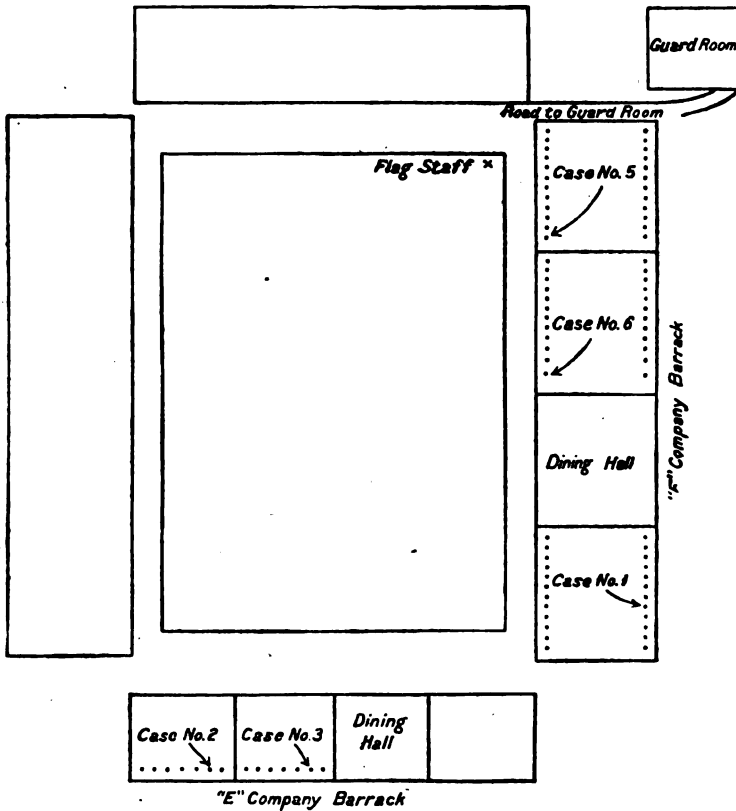 Guard Room
Road to Guard Room
Flag Staff x
Case No. 5
Case No. 6
"F" Company Barrack
Dining Hall
Case No. 1
Case No. 2
Case No. 3
Dining
Hall
"E" Company Barrack